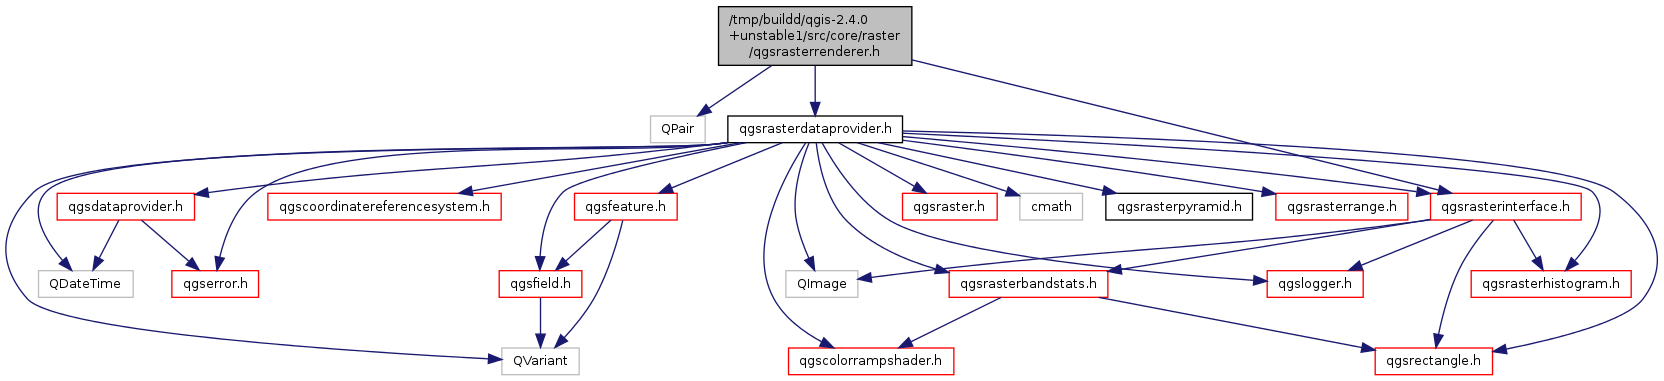 /tmp/buildd/qgis-2.4.0
+unstable1/src/core/raster
/qgsrasterrenderer.h
QPair
qgsrasterdataprovider.h
qgsdataprovider.h
qgscoordinatereferencesystem.h
qgsfeature.h
qgsraster.h
cmath
qgsrasterpyramid.h
qgsrasterrange.h
qgsrasterinterface.h
QDateTime
qgserror.h
qgsfield.h
QImage
qgsrasterbandstats.h
qgslogger.h
qgsrasterhistogram.h
QVariant
qgscolorrampshader.h
qgsrectangle.h